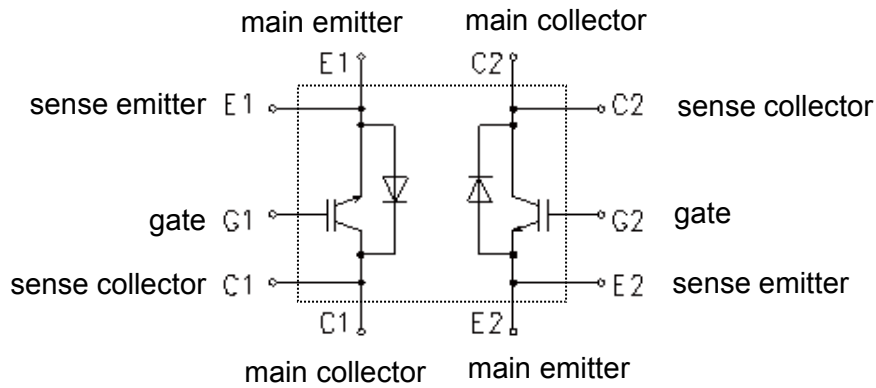 main emitter main collector
E1 C2
sense emitter E1 C2 sense collector
gate G1 G2 gate
sense collector C1 E2 sense emitter
C1 E2
main collector main emitter